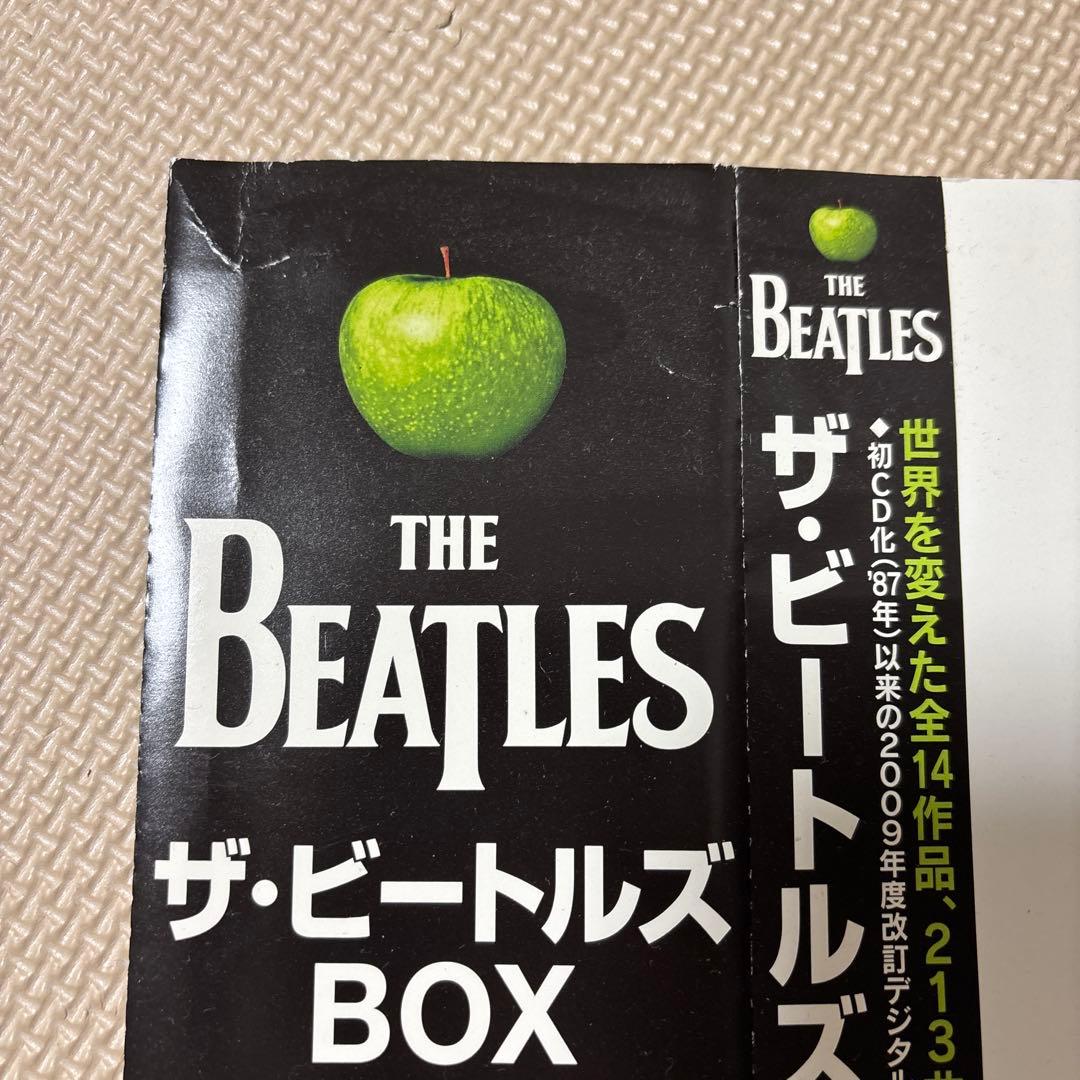 THE
BEATLES
ザ・ビートルズ
BOX
THE
BEATLES
世界を変えた全14作品、213
◆初CD化('87年)以来の2009年度改訂デジタル
ザ・ビートルズ